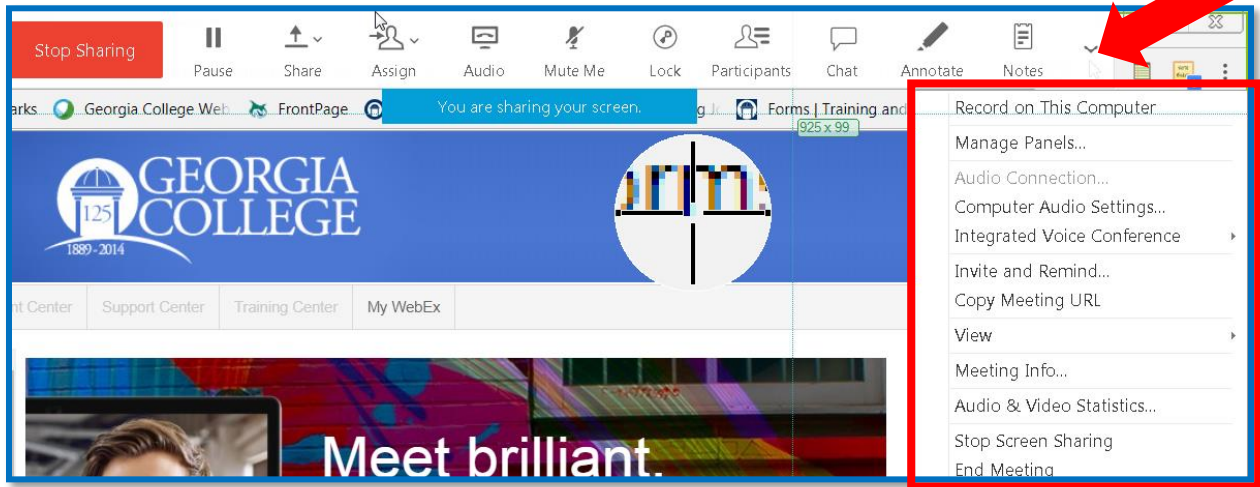 Stop Sharing
Pause
Share
Assign
Audio
Mute Me
Lock
Participants
Chat
Annotate
Notes
arks Georgia College Web FrontPage Forms | Training and
You are sharing your screen.
925 x 99
Record on This Computer
Manage Panels...
Audio Connection...
Computer Audio Settings...
Integrated Voice Conference
Invite and Remind...
Copy Meeting URL
View
Meeting Info...
Audio & Video Statistics...
Stop Screen Sharing
End Meeting
GEORGIA
COLLEGE
125
1889-2014
nt Center Support Center Training Center My WebEx
Meet brilliant.